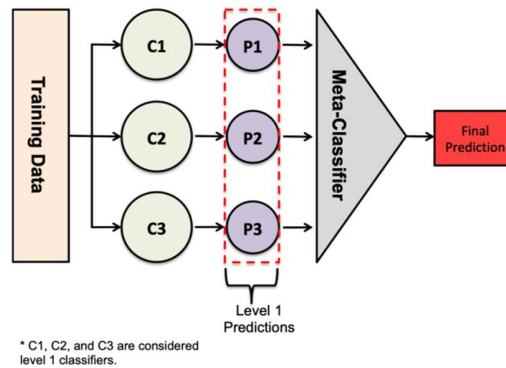 Training Data
C1
P1
C2
P2
C3
P3
Meta-Classifier
Final
Prediction
Level 1
Predictions
* C1, C2, and C3 are considered
level 1 classifiers.